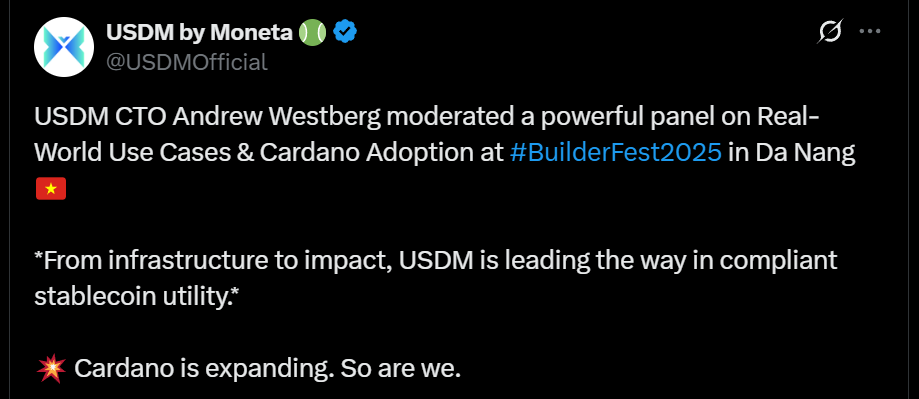 USDM by Moneta
@USDMOfficial
USDM CTO Andrew Westberg moderated a powerful panel on Real-
World Use Cases & Cardano Adoption at #BuilderFest2025 in Da Nang
🇻🇳
*From infrastructure to impact, USDM is leading the way in compliant
stablecoin utility.*
💥 Cardano is expanding. So are we.